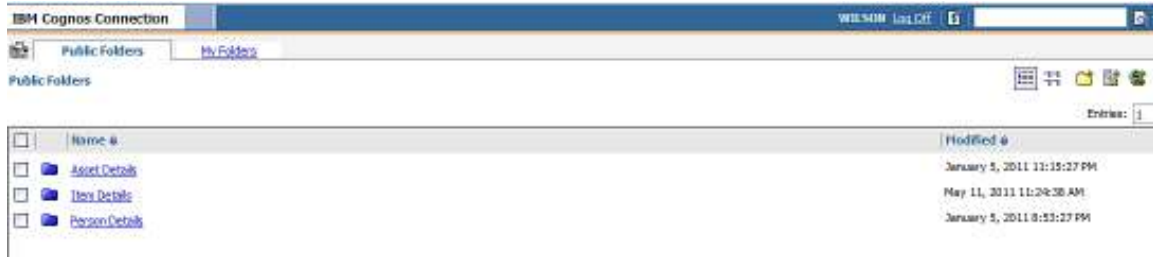 IBM Cognos Connection
WILSON Log Off
Public Folders My Folders
Public Folders
Entries: 1
Name Modified
Asset Details January 5, 2011 11:15:27 PM
Item Details May 11, 2011 11:24:38 AM
Person Details January 5, 2011 8:53:27 PM